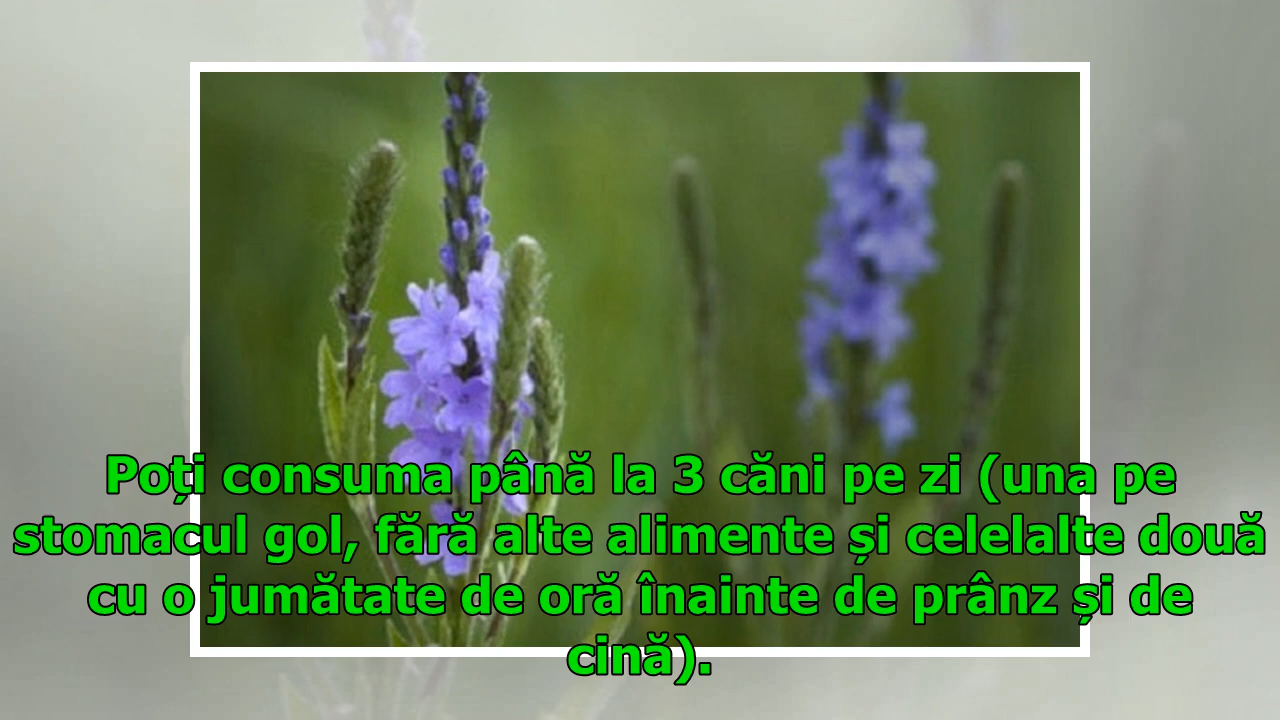 Poți consuma până la 3 căni pe zi (una pe
stomacul gol, fără alte alimente și celelalte două
cu o jumătate de oră înainte de prânz și de
cină).